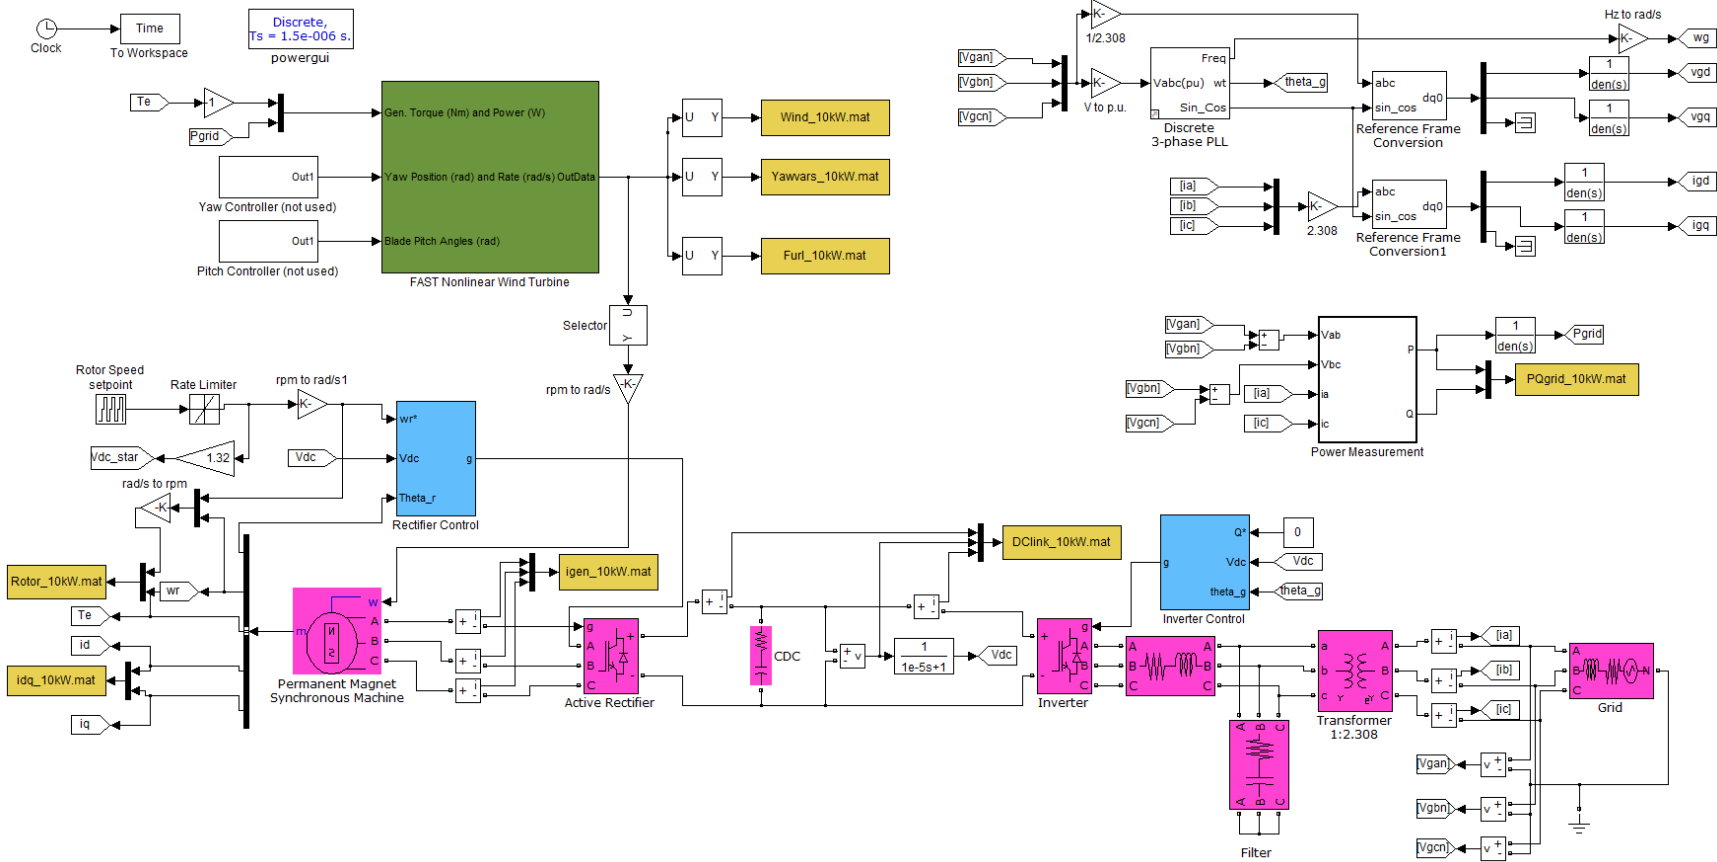 Clock
Time
To Workspace
Discrete,
Ts = 1.5e-006 s.
powergui
Te
-1
Pgrid
Out1
Yaw Controller (not used)
Out1
Pitch Controller (not used)
Gen. Torque (Nm) and Power (W)
Yaw Position (rad) and Rate (rad/s) OutData
Blade Pitch Angles (rad)
FAST Nonlinear Wind Turbine
U Y
Wind_10kW.mat
U Y
Yawvars_10kW.mat
U Y
Furl_10kW.mat
Selector
U
Y
rpm to rad/s
-K-
[Vgan]
[Vgbn]
[Vgcn]
K-
1/2.308
K-
V to p.u.
Freq
Vabc(pu) wt
Sin_Cos
Discrete
3-phase PLL
theta_g
Hz to rad/s
K-
wg
abc
dq0
sin_cos
Reference Frame
Conversion
1
den(s)
vgd
1
den(s)
vgq
[ia]
[ib]
[ic]
K-
2.308
abc
dq0
sin_cos
Reference Frame
Conversion1
1
den(s)
igd
1
den(s)
igq
[Vgan]
[Vgbn]
+
-
[Vgbn]
[Vgcn]
+
-
[ia]
[ic]
Vab
Vbc
ia
ic
P
Q
Power Measurement
1
den(s)
Pgrid
PQgrid_10kW.mat
Rotor Speed
setpoint
Rate Limiter
rpm to rad/s1
K-
Vdc_star
1.32
Vdc
wr*
Vdc
g
Theta_r
Rectifier Control
rad/s to rpm
-K-
Rotor_10kW.mat
wr
Te
id
idq_10kW.mat
iq
m
w
A
B
C
N
S
Permanent Magnet
Synchronous Machine
igen_10kW.mat
+ i
-
+ i
-
+ i
-
g
A
B
C
+
-
Active Rectifier
+ i
-
CDC
+ v
-
1
1e-5s+1
Vdc
+ i
-
DClink_10kW.mat
Q*
Vdc
g
theta_g
Inverter Control
0
Vdc
theta_g
+
-
g
A
B
C
Inverter
A A
B B
C C
A B C
A B C
Filter
a A
b B
c C
Transformer
1:2.308
+ i
-
[ia]
+ i
-
[ib]
+ i
-
[ic]
A
B
C
N
Grid
[Vgan]
v + -
[Vgbn]
v + -
[Vgcn]
v + -